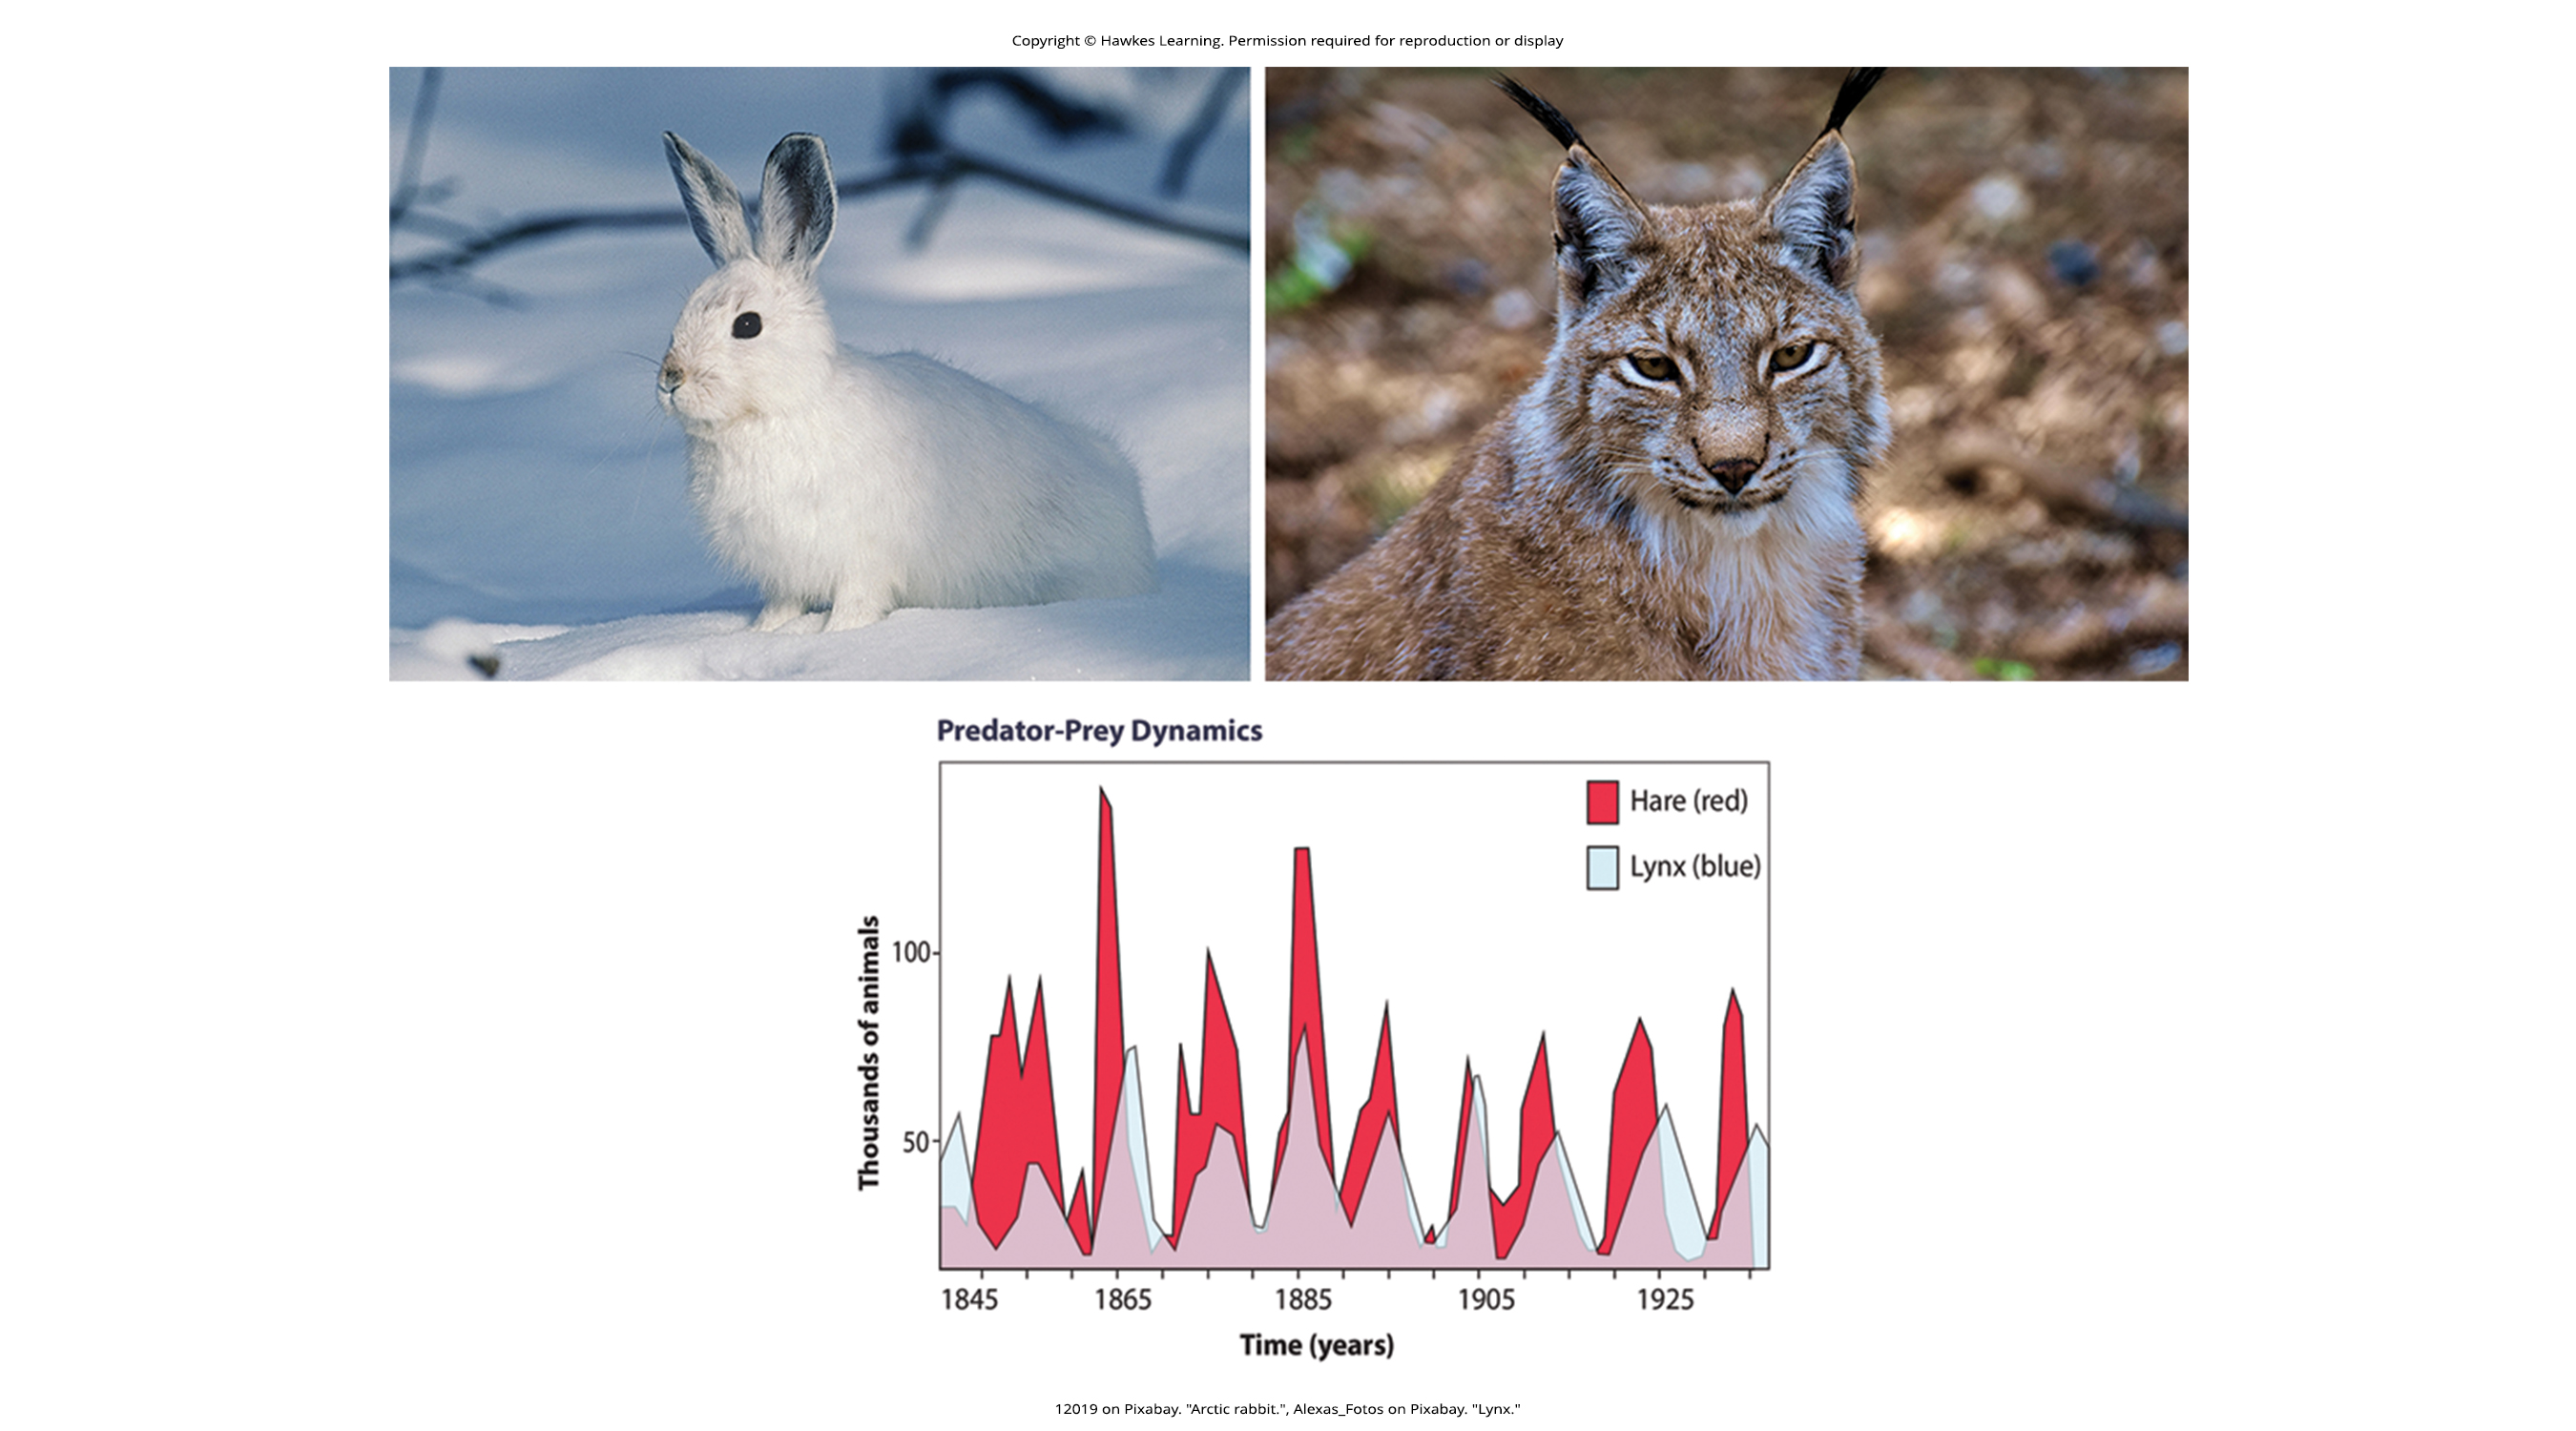 Copyright © Hawkes Learning. Permission required for reproduction or display
Predator-Prey Dynamics
Hare (red)
Lynx (blue)
Thousands of animals
100
50
1845 1865 1885 1905 1925
Time (years)
12019 on Pixabay. "Arctic rabbit.", Alexas_Fotos on Pixabay. "Lynx."